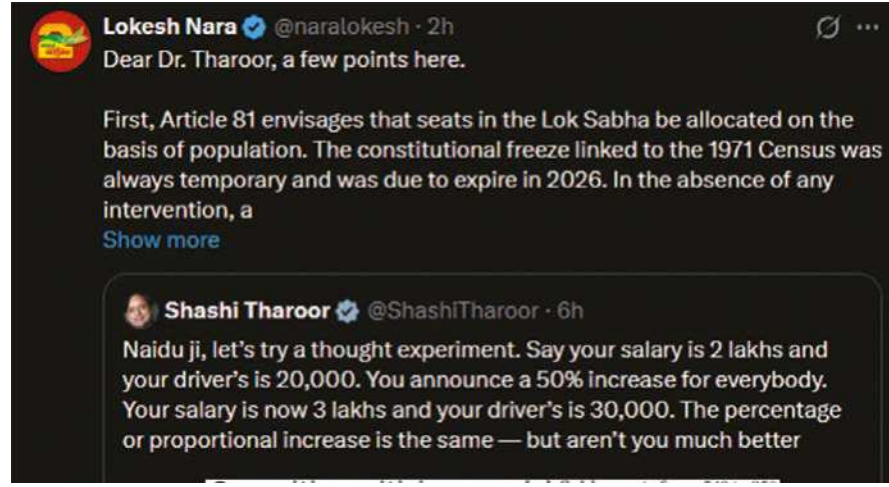 Lokesh Nara @naralokesh · 2h
Dear Dr. Tharoor, a few points here.
First, Article 81 envisages that seats in the Lok Sabha be allocated on the
basis of population. The constitutional freeze linked to the 1971 Census was
always temporary and was due to expire in 2026. In the absence of any
intervention, a
Show more
Shashi Tharoor @ShashiTharoor · 6h
Naidu ji, let's try a thought experiment. Say your salary is 2 lakhs and
your driver's is 20,000. You announce a 50% increase for everybody.
Your salary is now 3 lakhs and your driver's is 30,000. The percentage
or proportional increase is the same — but aren't you much better